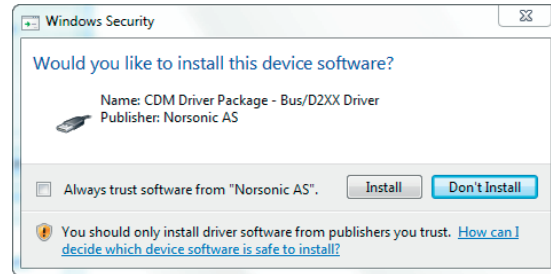 Windows Security
Would you like to install this device software?
Name: CDM Driver Package - Bus/D2XX Driver
Publisher: Norsonic AS
Always trust software from "Norsonic AS".
Install
Don't Install
You should only install driver software from publishers you trust. How can I
decide which device software is safe to install?